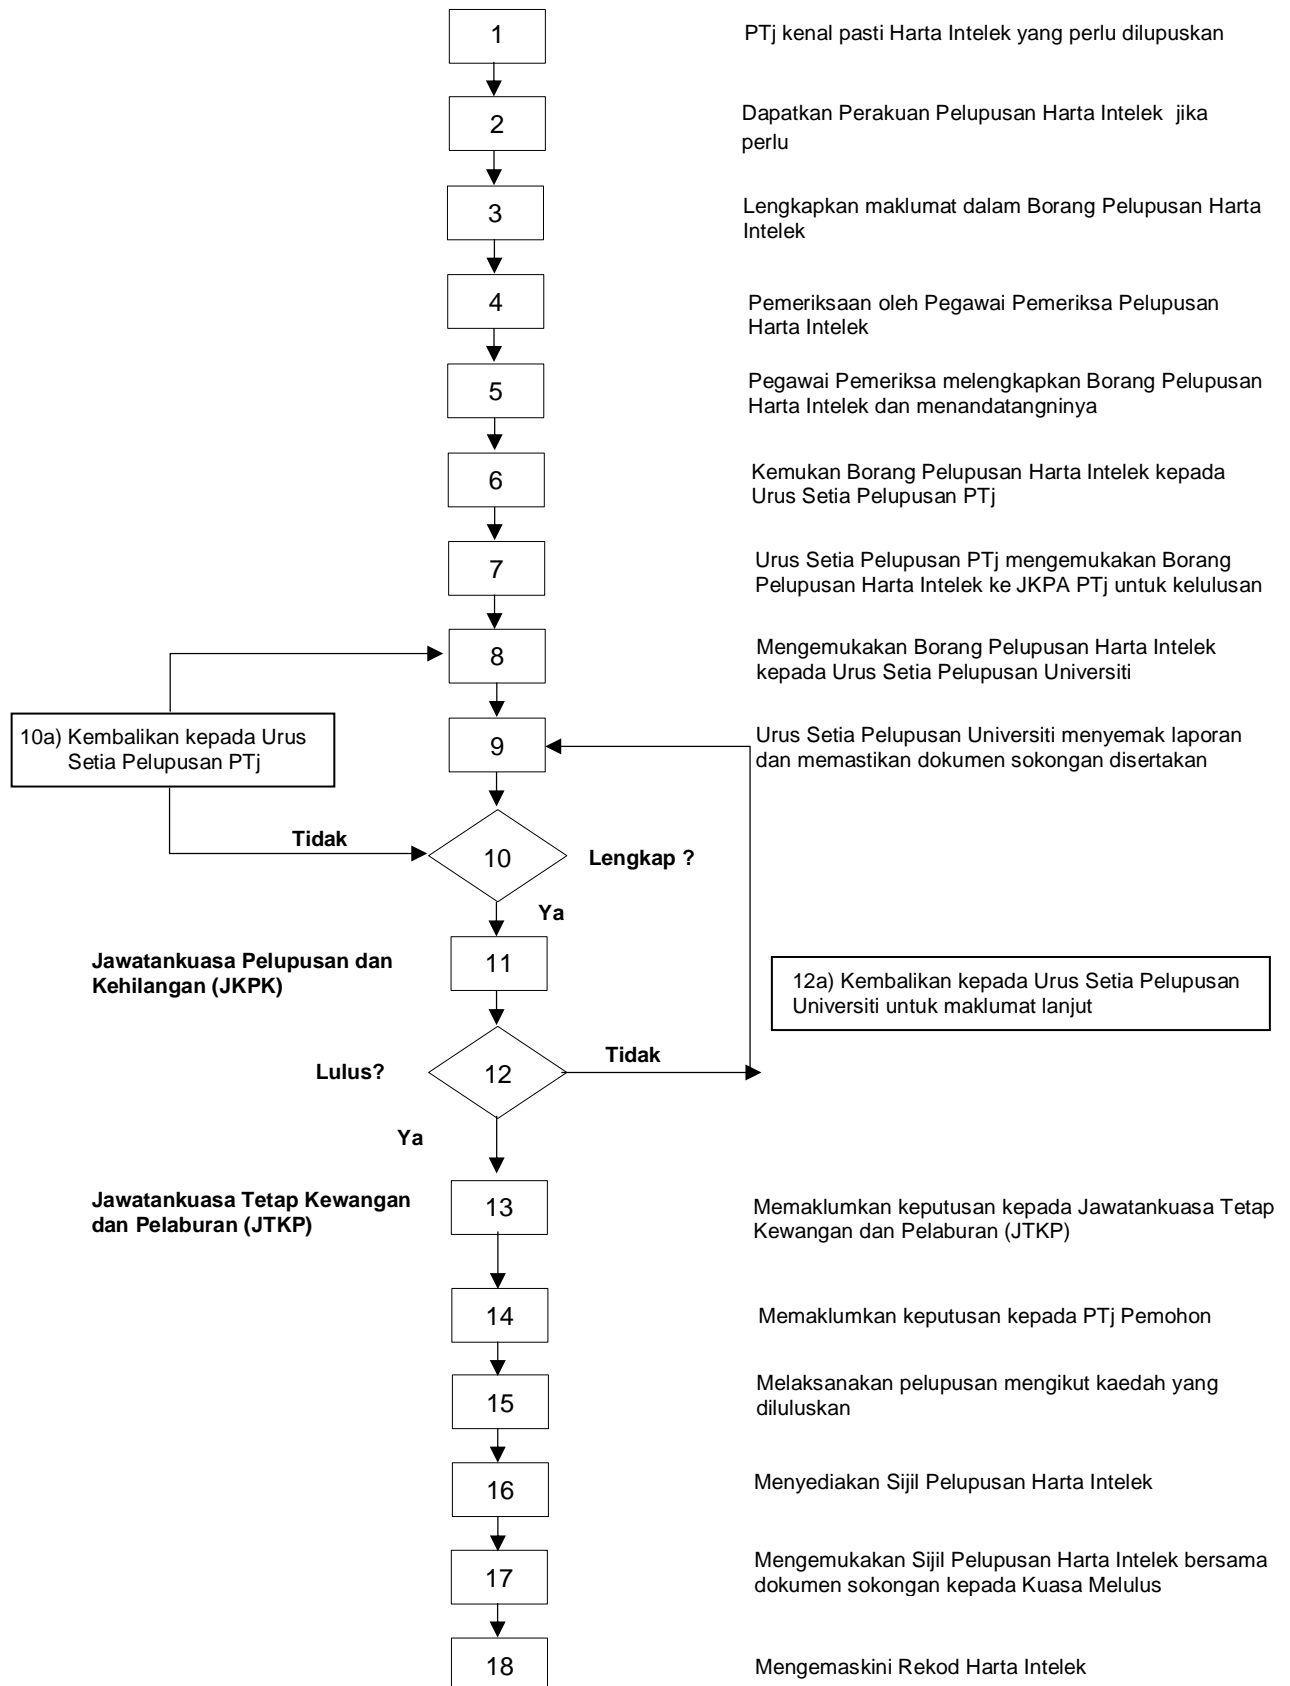 1
PTj kenal pasti Harta Intelek yang perlu dilupuskan
2
Dapatkan Perakuan Pelupusan Harta Intelek jika
perlu
3
Lengkapkan maklumat dalam Borang Pelupusan Harta
Intelek
4
Pemeriksaan oleh Pegawai Pemeriksa Pelupusan
Harta Intelek
5
Pegawai Pemeriksa melengkapkan Borang Pelupusan
Harta Intelek dan menandatangninya
6
Kemukan Borang Pelupusan Harta Intelek kepada
Urus Setia Pelupusan PTj
7
Urus Setia Pelupusan PTj mengemukakan Borang
Pelupusan Harta Intelek ke JKPA PTj untuk kelulusan
8
Mengemukakan Borang Pelupusan Harta Intelek
kepada Urus Setia Pelupusan Universiti
10a) Kembalikan kepada Urus
Setia Pelupusan PTj
9
Urus Setia Pelupusan Universiti menyemak laporan
dan memastikan dokumen sokongan disertakan
Tidak
10
Lengkap ?
Ya
Jawatankuasa Pelupusan dan
Kehilangan (JKPK)
11
12a) Kembalikan kepada Urus Setia Pelupusan
Universiti untuk maklumat lanjut
Lulus?
12
Tidak
Ya
Jawatankuasa Tetap Kewangan
dan Pelaburan (JTKP)
13
Memaklumkan keputusan kepada Jawatankuasa Tetap
Kewangan dan Pelaburan (JTKP)
14
Memaklumkan keputusan kepada PTj Pemohon
15
Melaksanakan pelupusan mengikut kaedah yang
diluluskan
16
Menyediakan Sijil Pelupusan Harta Intelek
17
Mengemukakan Sijil Pelupusan Harta Intelek bersama
dokumen sokongan kepada Kuasa Melulus
18
Mengemaskini Rekod Harta Intelek